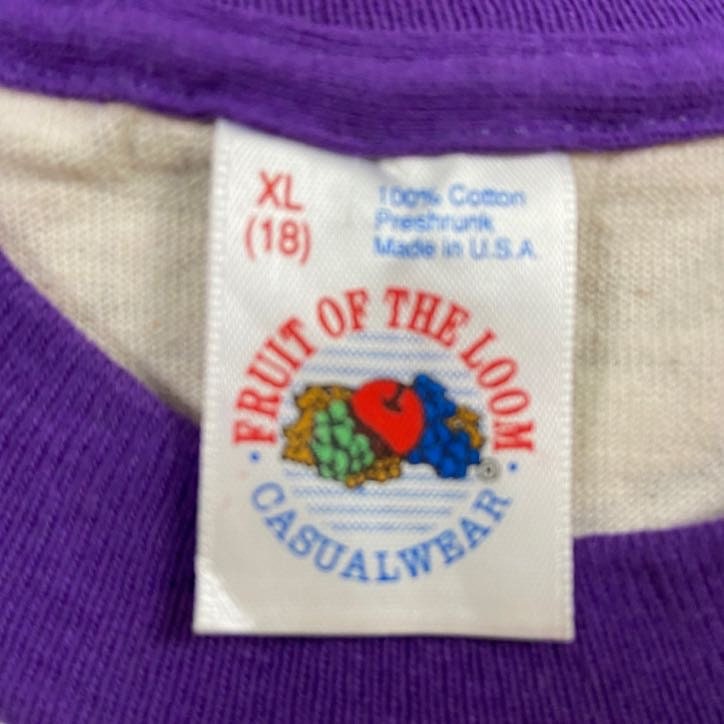 XL
(18)
100% Cotton
Preshrunk
Made in U.S.A.
FRUIT OF THE LOOM
CASUALWEAR
®